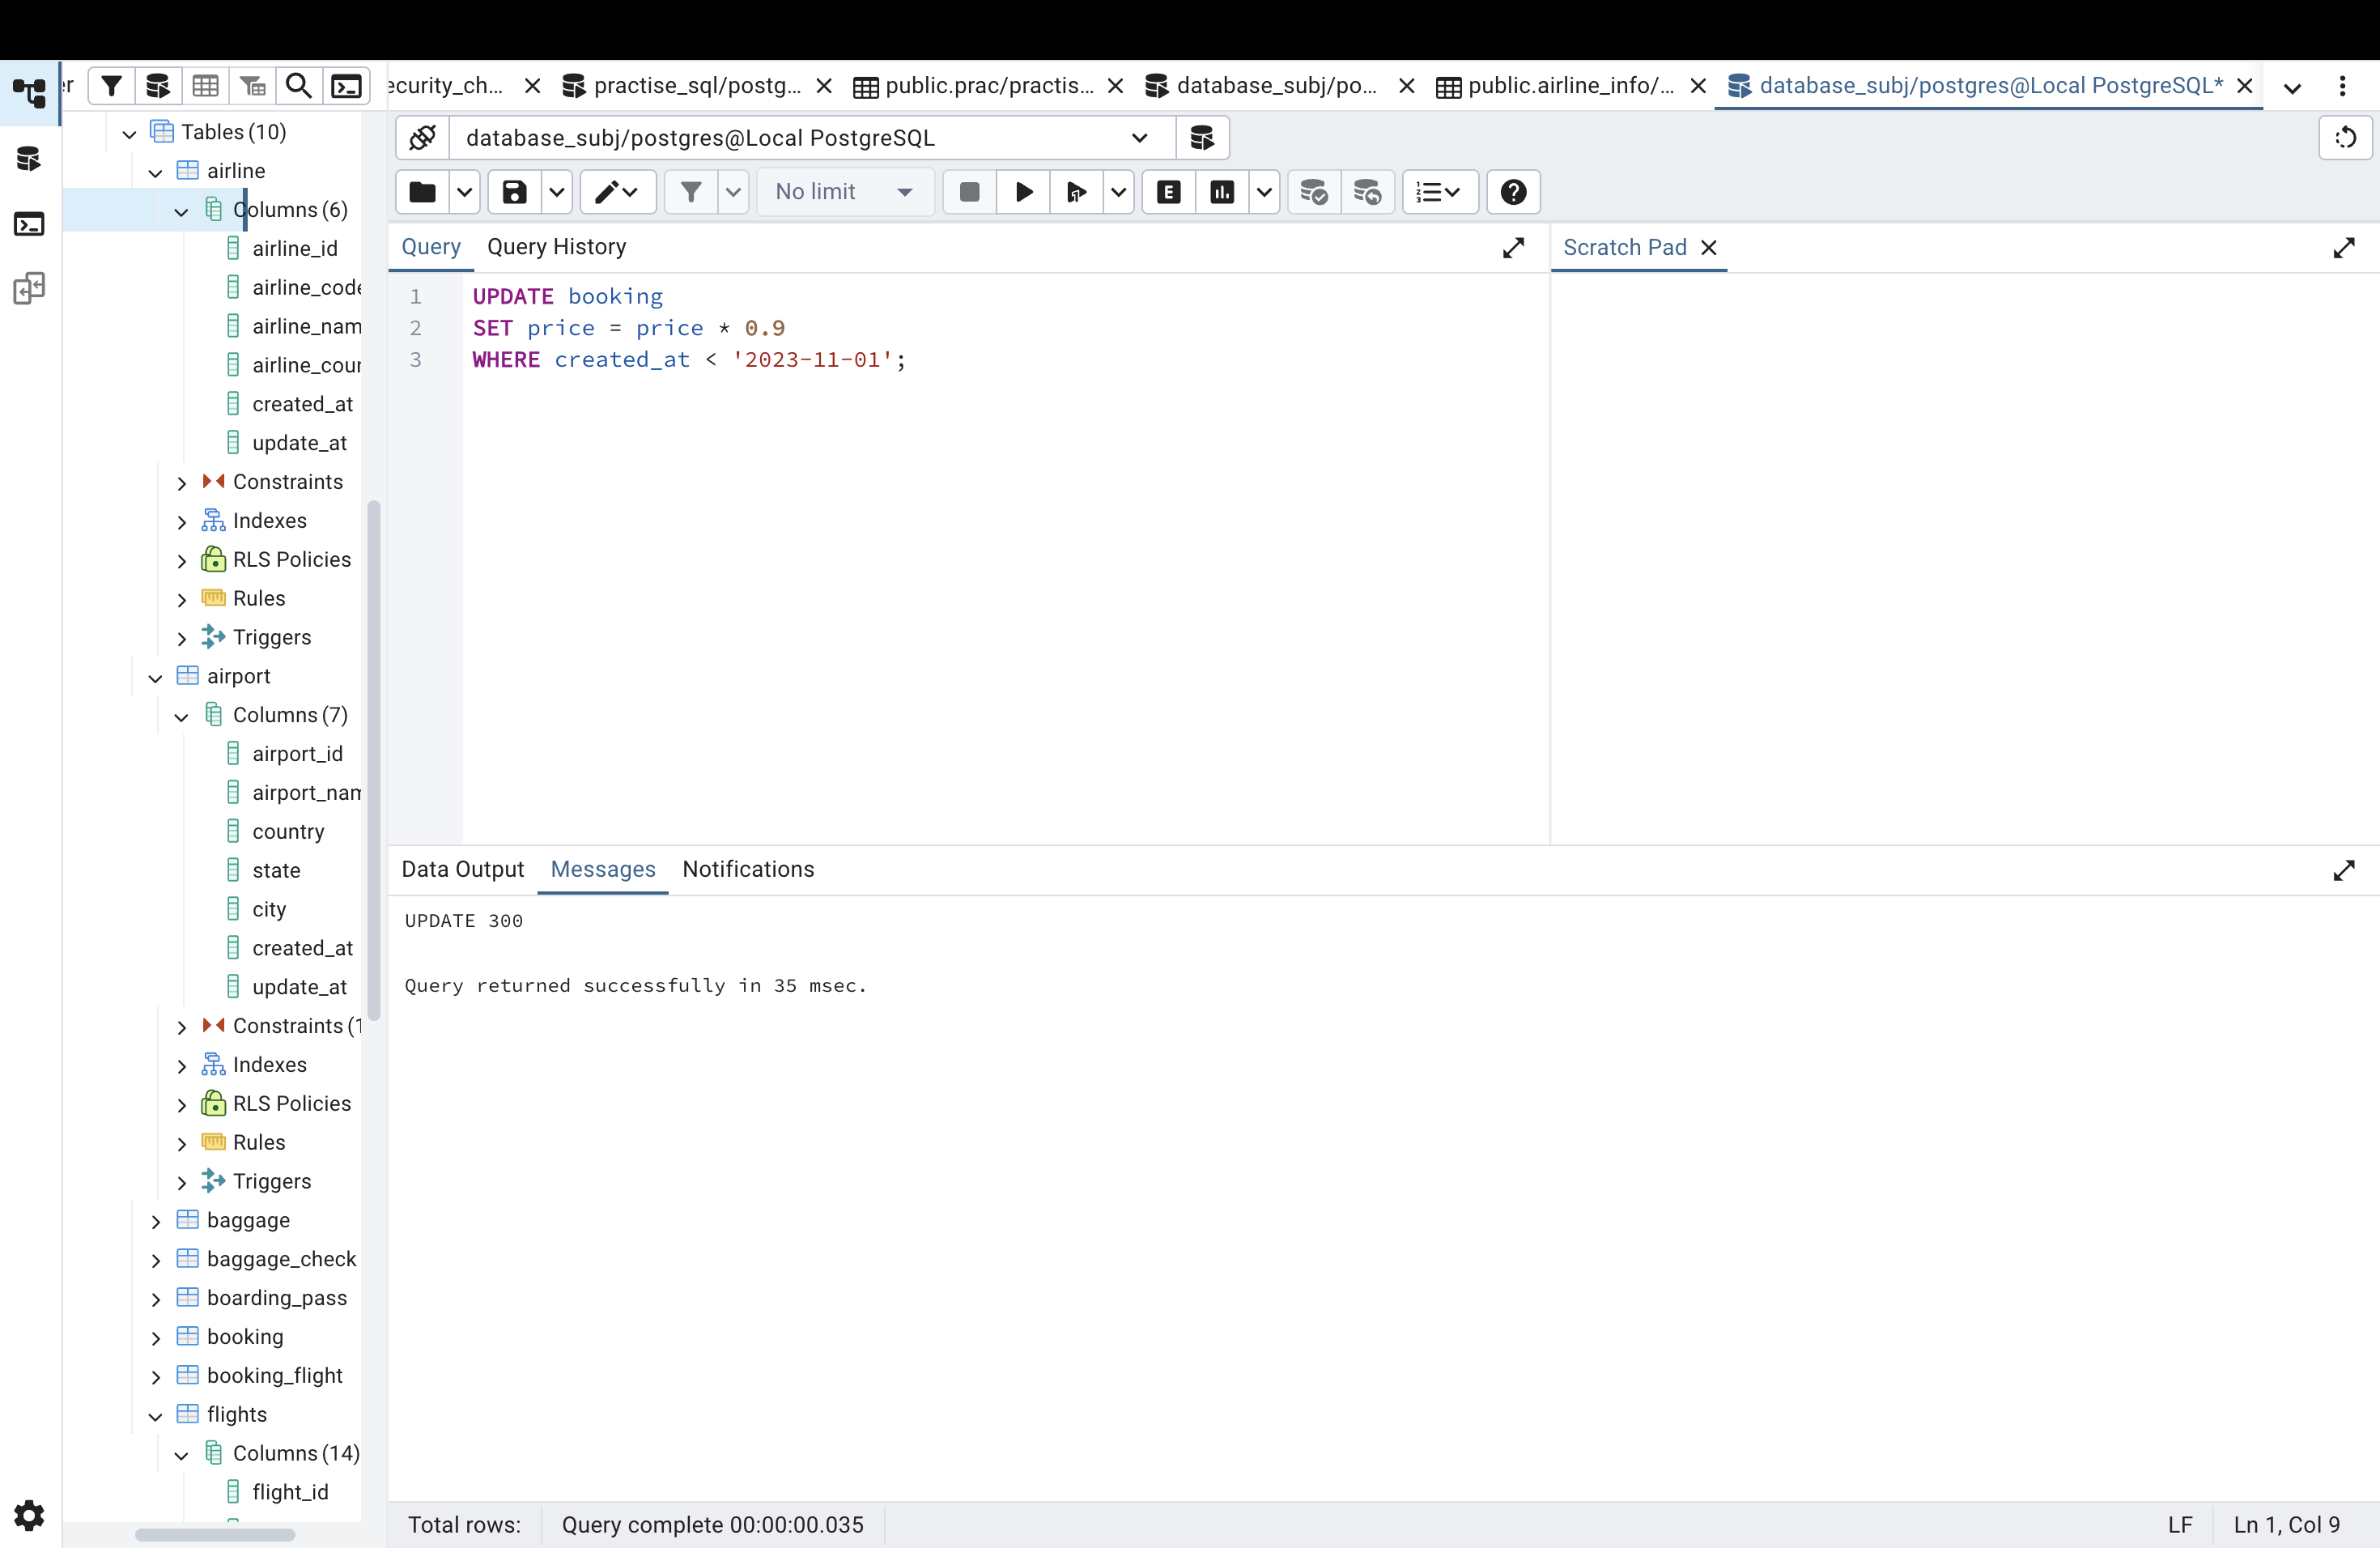 er
ecurity_ch...
practise_sql/postg...
public.prac/practis...
database_subj/po...
public.airline_info/...
database_subj/postgres@Local PostgreSQL*
Tables (10)
airline
Columns (6)
airline_id
airline_code
airline_nam
airline_cour
created_at
update_at
Constraints
Indexes
RLS Policies
Rules
Triggers
airport
Columns (7)
airport_id
airport_nam
country
state
city
created_at
update_at
Constraints (1
Indexes
RLS Policies
Rules
Triggers
baggage
baggage_check
boarding_pass
booking
booking_flight
flights
Columns (14)
flight_id
database_subj/postgres@Local PostgreSQL
No limit
E
Query Query History
Scratch Pad
1 UPDATE booking
2 SET price = price * 0.9
3 WHERE created_at < '2023-11-01';
Data Output Messages Notifications
UPDATE 300
Query returned successfully in 35 msec.
Total rows: Query complete 00:00:00.035 LF Ln 1, Col 9